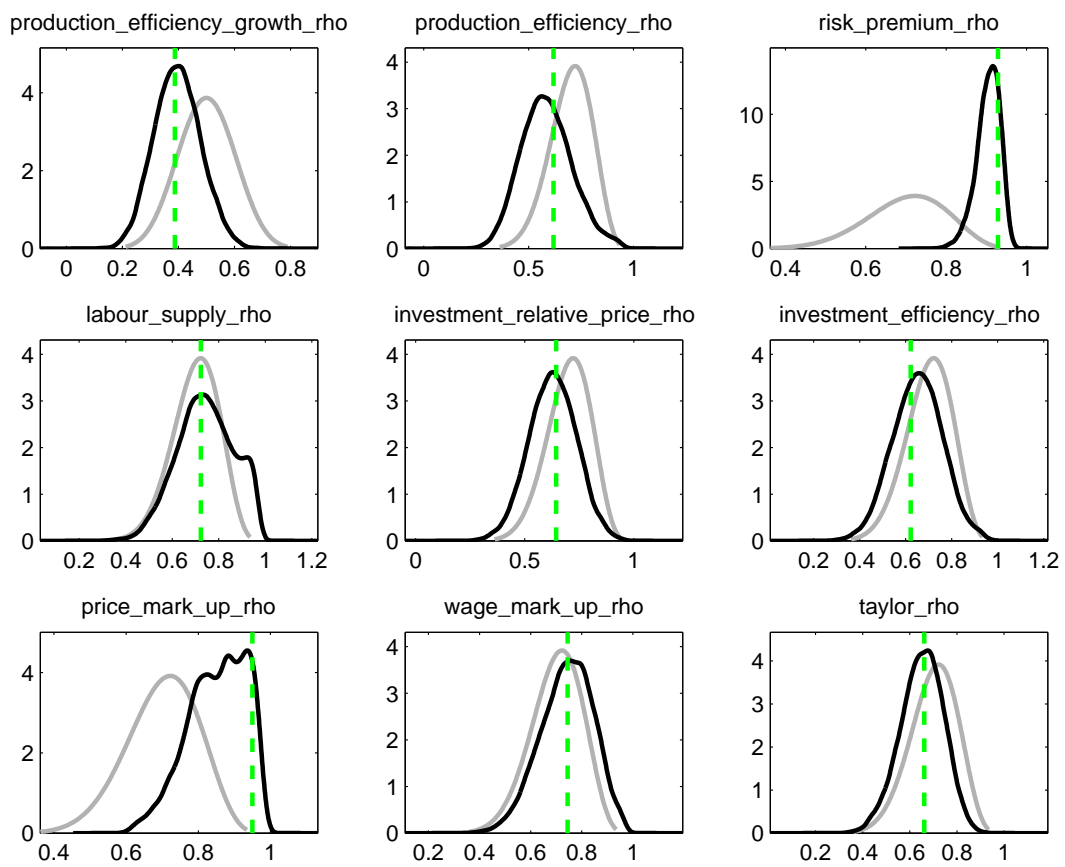 production_efficiency_growth_rho
production_efficiency_rho
risk_premium_rho
4
2
0
0 0.2 0.4 0.6 0.8
4
3
2
1
0
0 0.5 1
10
5
0
0.4 0.6 0.8 1
labour_supply_rho
investment_relative_price_rho
investment_efficiency_rho
4
3
2
1
0
0.2 0.4 0.6 0.8 1 1.2
4
3
2
1
0
0 0.5 1
4
3
2
1
0
0.2 0.4 0.6 0.8 1 1.2
price_mark_up_rho
wage_mark_up_rho
taylor_rho
4
2
0
0.4 0.6 0.8 1
4
3
2
1
0
0.2 0.4 0.6 0.8 1
4
3
2
1
0
0.2 0.4 0.6 0.8 1